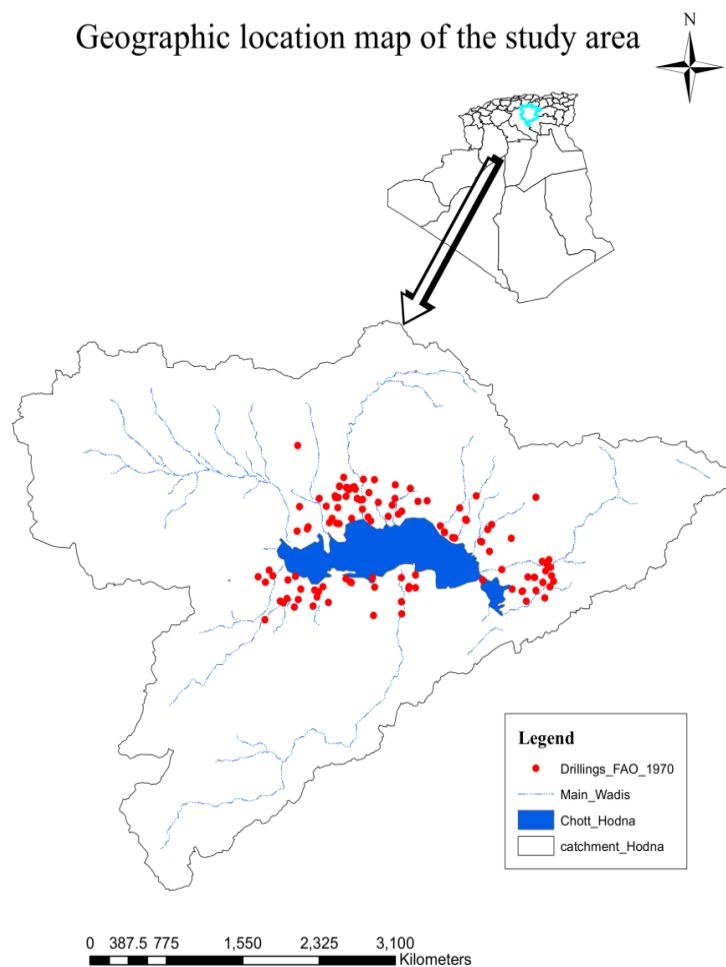 Geographic location map of the study area
N
Legend
Drillings_FAO_1970
Main_Wadis
Chott_Hodna
catchment_Hodna
0 387.5 775 1,550 2,325 3,100
Kilometers